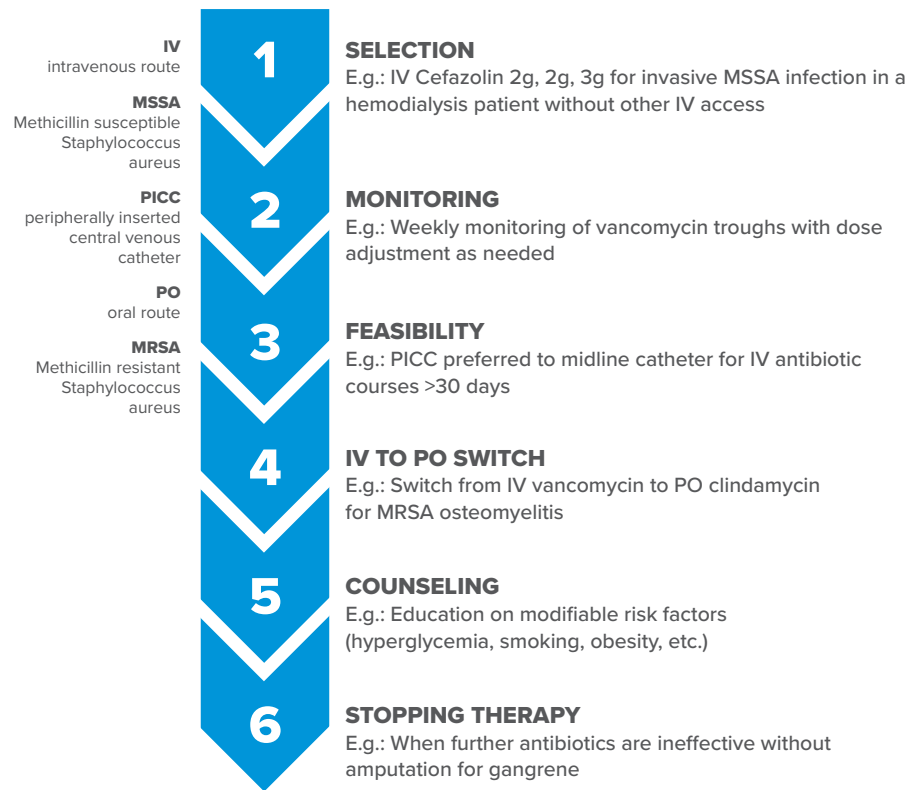 IV
intravenous route
MSSA
Methicillin susceptible
Staphylococcus
aureus
PICC
peripherally inserted
central venous
catheter
PO
oral route
MRSA
Methicillin resistant
Staphylococcus
aureus
1
SELECTION
E.g.: IV Cefazolin 2g, 2g, 3g for invasive MSSA infection in a
hemodialysis patient without other IV access
2
MONITORING
E.g.: Weekly monitoring of vancomycin troughs with dose
adjustment as needed
3
FEASIBILITY
E.g.: PICC preferred to midline catheter for IV antibiotic
courses >30 days
4
IV TO PO SWITCH
E.g.: Switch from IV vancomycin to PO clindamycin
for MRSA osteomyelitis
5
COUNSELING
E.g.: Education on modifiable risk factors
(hyperglycemia, smoking, obesity, etc.)
6
STOPPING THERAPY
E.g.: When further antibiotics are ineffective without
amputation for gangrene